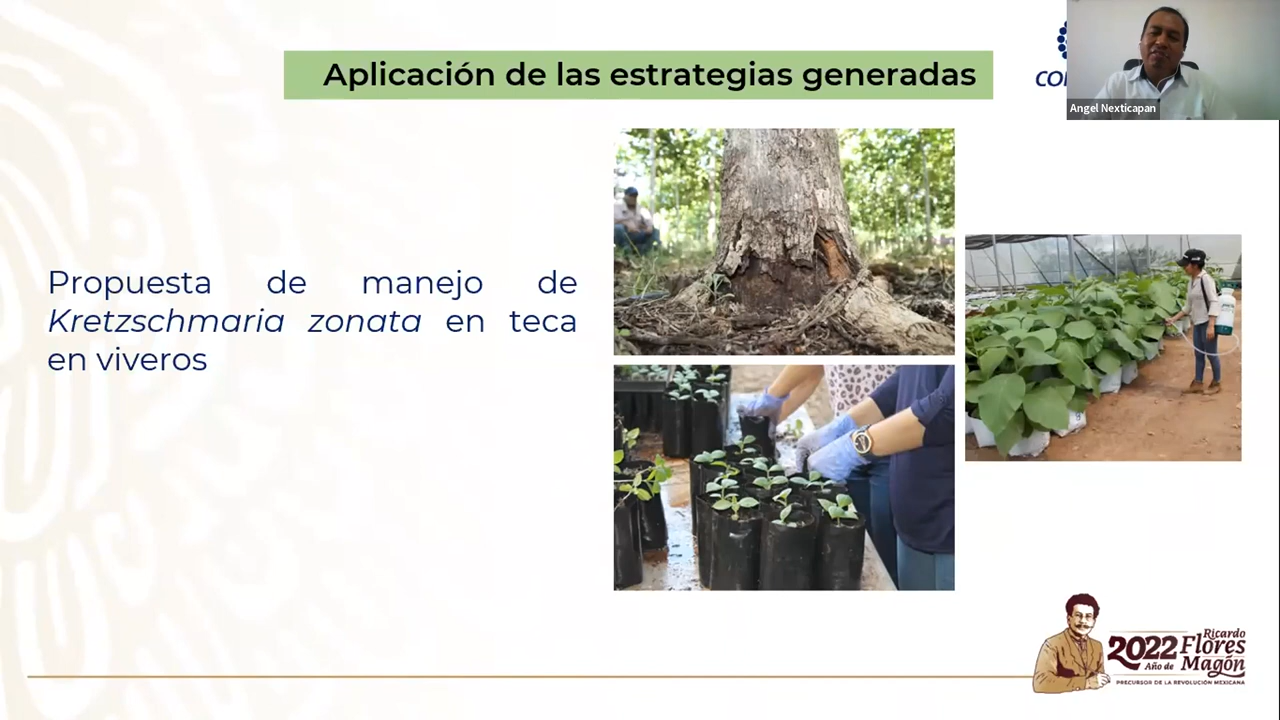 Aplicación de las estrategias generadas
Angel Nexticapan
Propuesta de manejo de
Kretzschmaria zonata en teca
en viveros
2022 Ricardo
Año de Flores
Magón
PRECURSOR DE LA REVOLUCIÓN MEXICANA